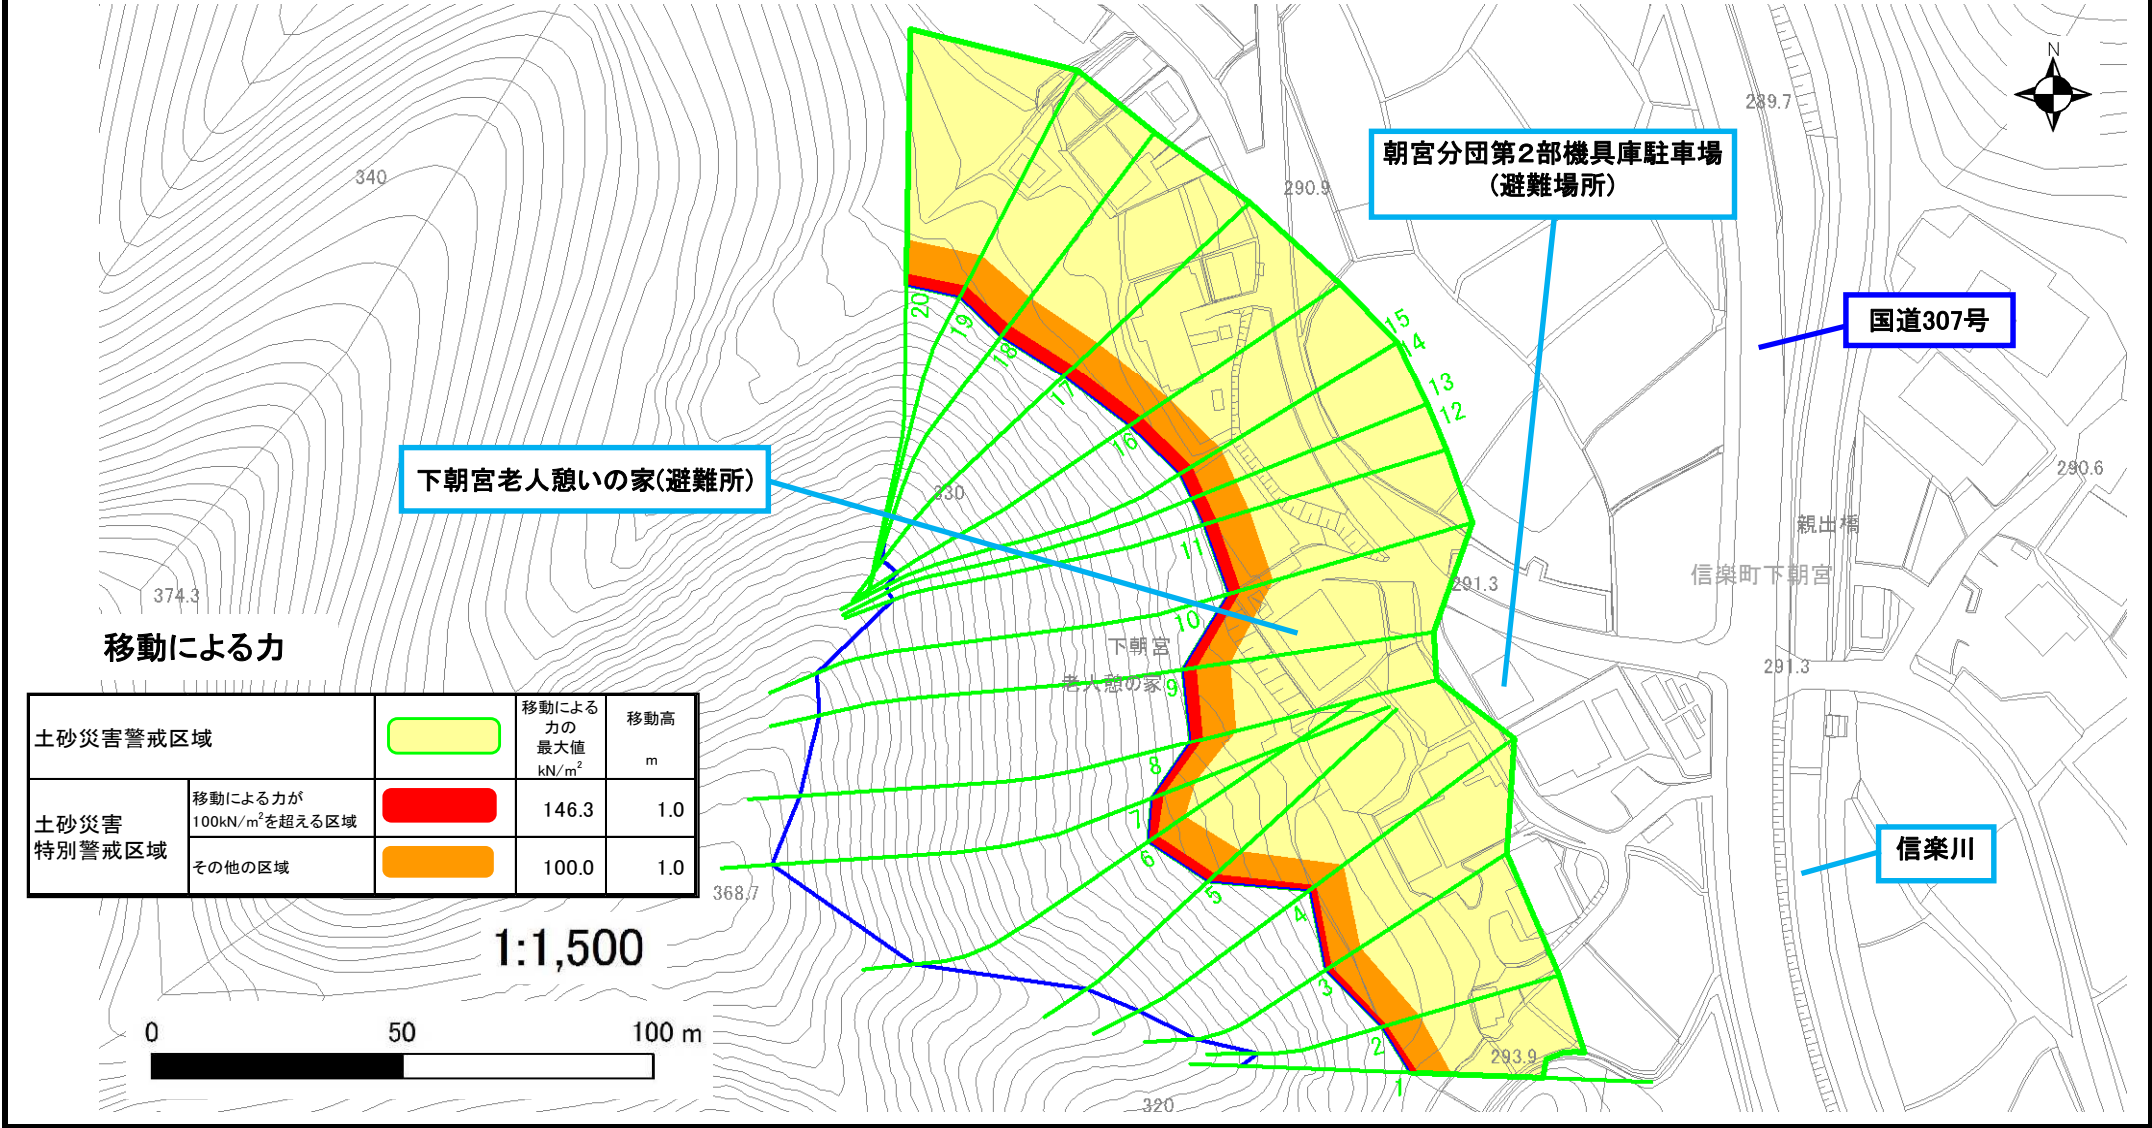 N
289.7
340
朝宮分団第2部機具庫駐車場
(避難場所)
290.9
国道307号
20
19
18
17
16
15
14
13
12
11
10
9
8
7
6
5
4
3
2
1
下朝宮老人憩いの家(避難所)
330
290.6
親出橋
信楽町下朝宮
291.3
374.3
下朝宮
老人憩の家
291.3
移動による力
土砂災害警戒区域
移動による
力の
最大値
kN/m²
移動高
m
土砂災害
特別警戒区域
移動による力が
100kN/m²を超える区域
146.3
1.0
その他の区域
100.0
1.0
368.7
信楽川
1:1,500
0
50
100 m
293.9
320